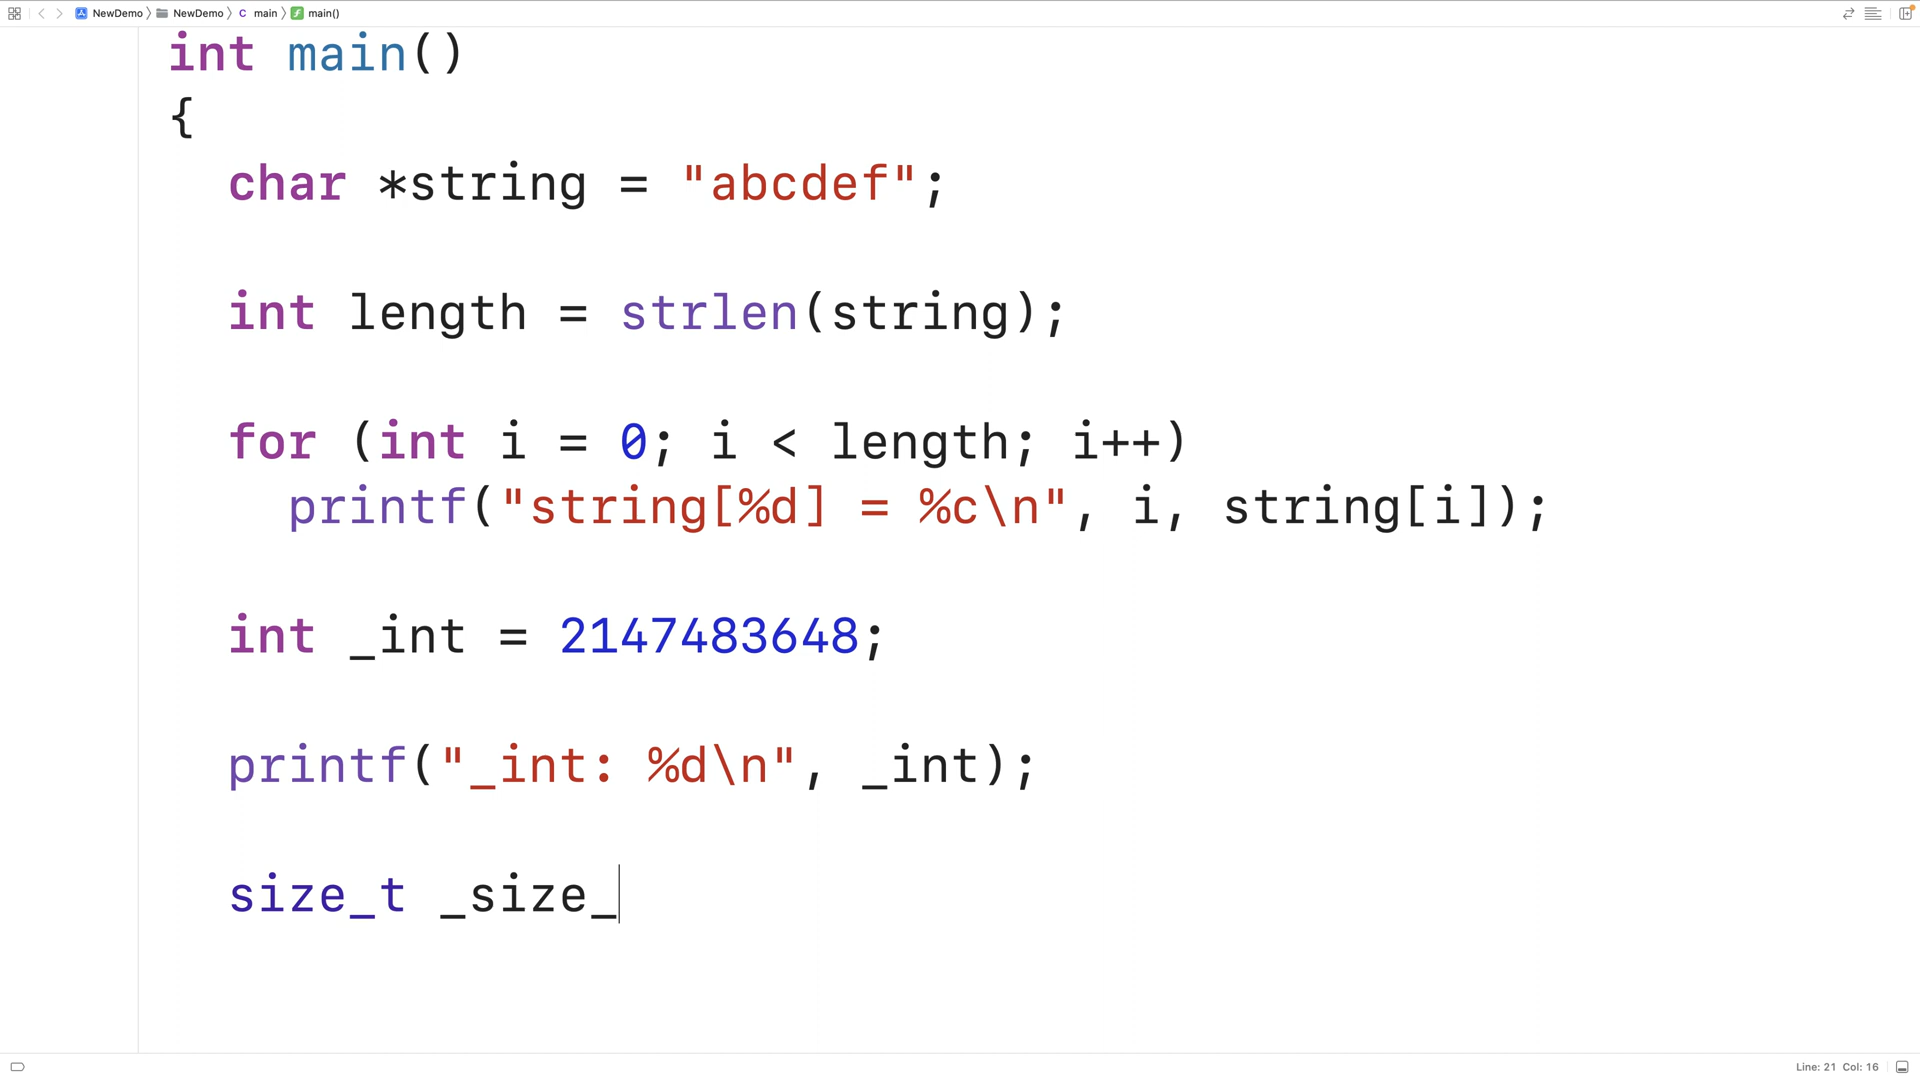 NewDemo NewDemo C main f main()
int main()
{
char *string = "abcdef";
int length = strlen(string);
for (int i = 0; i < length; i++)
printf("string[%d] = %c\n", i, string[i]);
int _int = 2147483648;
printf("_int: %d\n", _int);
size_t _size_
Line: 21 Col: 16